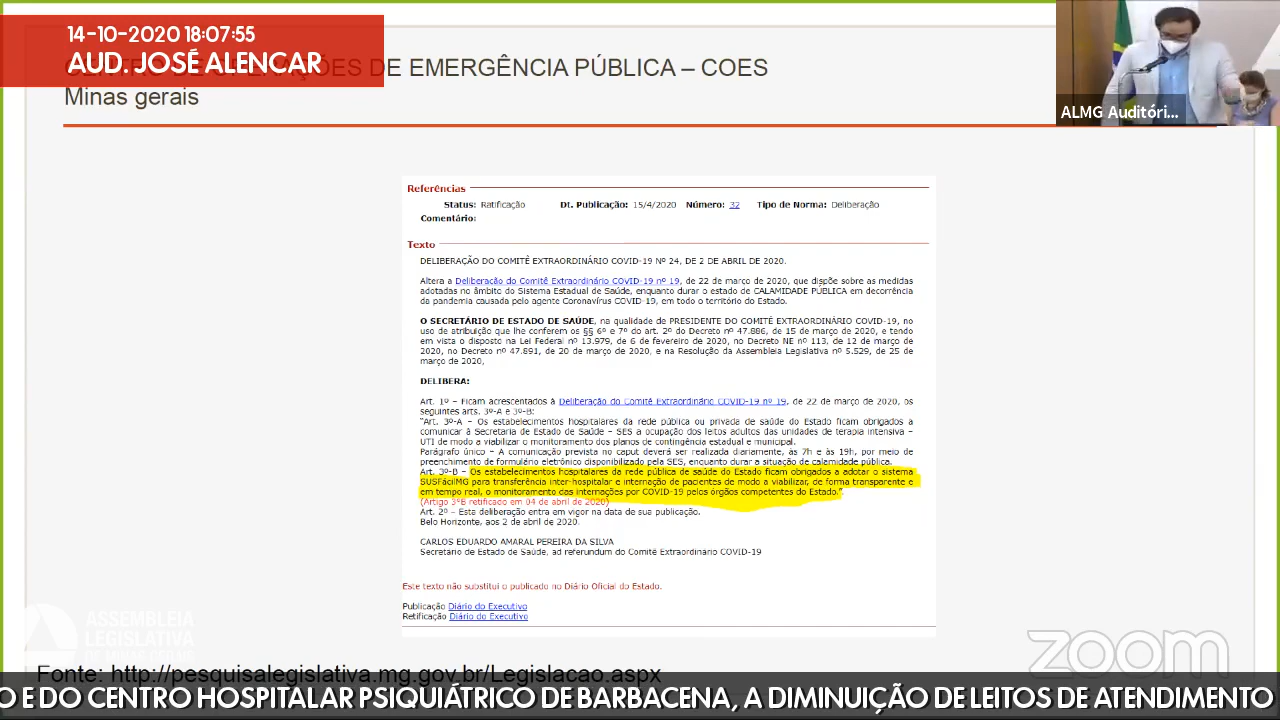 14-10-2020 18:07:55
AUD. JOSÉ ALENCAR
DE EMERGÊNCIA PÚBLICA – COES
Minas gerais
ALMG Auditóri...
Referências
Status: Ratificação Dt. Publicação: 15/4/2020 Número: 32 Tipo de Norma: Deliberação
Comentário:
Texto
DELIBERAÇÃO DO COMITÊ EXTRAORDINÁRIO COVID-19 Nº 24, DE 2 DE ABRIL DE 2020.
Altera a Deliberação do Comitê Extraordinário COVID-19 nº 19, de 22 de março de 2020, que dispõe sobre as medidas
adotadas no âmbito do Sistema Estadual de Saúde, enquanto durar o estado de CALAMIDADE PÚBLICA em decorrência
da pandemia causada pelo agente Coronavírus COVID-19, em todo o território do Estado.
O SECRETÁRIO DE ESTADO DE SAÚDE, na qualidade de PRESIDENTE DO COMITÊ EXTRAORDINÁRIO COVID-19, no
uso de atribuição que lhe conferem os §§ 6º e 7º do art. 2º do Decreto nº 47.886, de 15 de março de 2020, e tendo
em vista o disposto na Lei Federal nº 13.979, de 6 de fevereiro de 2020, no Decreto NE nº 113, de 12 de março de
2020, no Decreto nº 47.891, de 20 de março de 2020, e na Resolução da Assembleia Legislativa nº 5.529, de 25 de
março de 2020,
DELIBERA:
Art. 1º – Ficam acrescentados à Deliberação do Comitê Extraordinário COVID-19 nº 19, de 22 de março de 2020, os
seguintes arts. 3º-A e 3º-B:
"Art. 3º-A – Os estabelecimentos hospitalares da rede pública ou privada de saúde do Estado ficam obrigados a
comunicar à Secretaria de Estado de Saúde – SES a ocupação dos leitos adultos das unidades de terapia intensiva –
UTI de modo a viabilizar o monitoramento dos planos de contingência estadual e municipal.
Parágrafo único – A comunicação prevista no caput deverá ser realizada diariamente, às 7h e às 19h, por meio de
preenchimento de formulário eletrônico disponibilizado pela SES, enquanto durar a situação de calamidade pública.
Art. 3º-B – Os estabelecimentos hospitalares da rede pública de saúde do Estado ficam obrigados a adotar o sistema
SUSFácilMG para transferência inter-hospitalar e internação de pacientes de modo a viabilizar, de forma transparente e
em tempo real, o monitoramento das internações por COVID-19 pelos órgãos competentes do Estado.".
(Artigo 3ºB retificado em 04 de abril de 2020)
Art. 2º – Esta deliberação entra em vigor na data de sua publicação.
Belo Horizonte, aos 2 de abril de 2020.
CARLOS EDUARDO AMARAL PEREIRA DA SILVA
Secretário de Estado de Saúde, ad referendum do Comitê Extraordinário COVID-19
Este texto não substitui o publicado no Diário Oficial do Estado.
Publicação Diário do Executivo
Retificação Diário do Executivo
ASSEMBLEIA
LEGISLATIVA
DE MINAS GERAIS
zoom
Fonte: http://pesquisalegislativa.mg.gov.br/Legislacao.aspx
O E DO CENTRO HOSPITALAR PSIQUIÁTRICO DE BARBACENA, A DIMINUIÇÃO DE LEITOS DE ATENDIMENTO